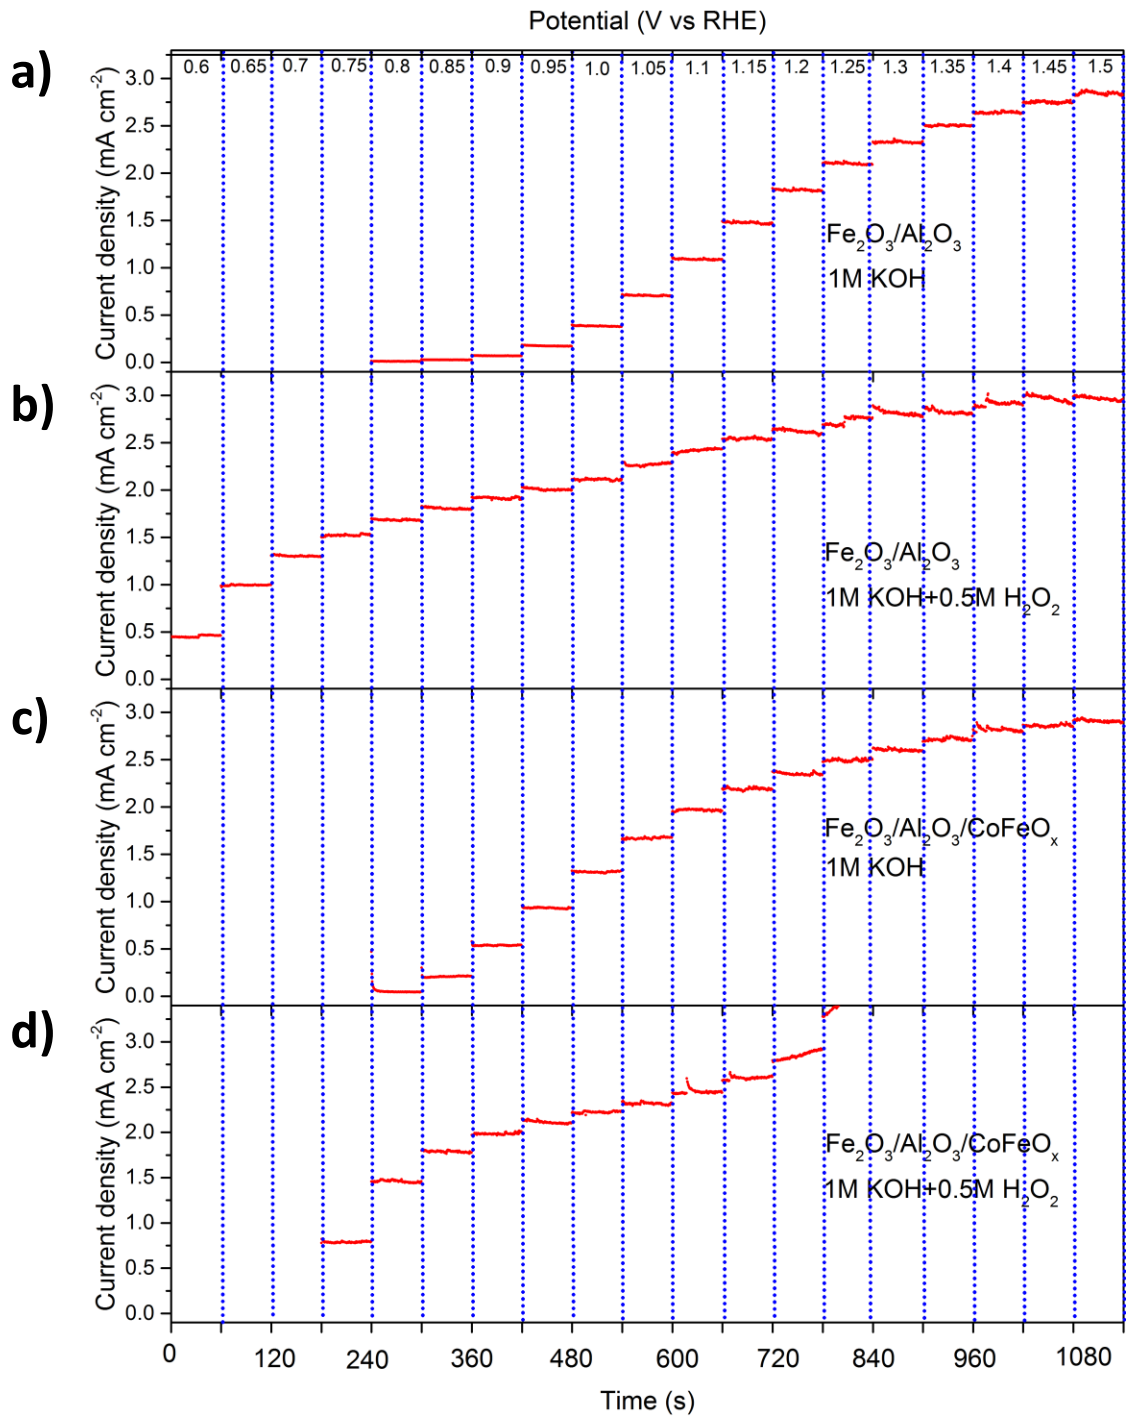 Potential (V vs RHE)
a)
0.6 0.65 0.7 0.75 0.8 0.85 0.9 0.95 1.0 1.05 1.1 1.15 1.2 1.25 1.3 1.35 1.4 1.45 1.5
Current density (mA cm⁻²)
3.0
2.5
2.0
1.5
1.0
0.5
0.0
Fe₂O₃/Al₂O₃
1M KOH
b)
Current density (mA cm⁻²)
3.0
2.5
2.0
1.5
1.0
0.5
0.0
Fe₂O₃/Al₂O₃
1M KOH+0.5M H₂O₂
c)
Current density (mA cm⁻²)
3.0
2.5
2.0
1.5
1.0
0.5
0.0
Fe₂O₃/Al₂O₃/CoFeOₓ
1M KOH
d)
Current density (mA cm⁻²)
3.0
2.5
2.0
1.5
1.0
0.5
0.0
Fe₂O₃/Al₂O₃/CoFeOₓ
1M KOH+0.5M H₂O₂
0 120 240 360 480 600 720 840 960 1080
Time (s)